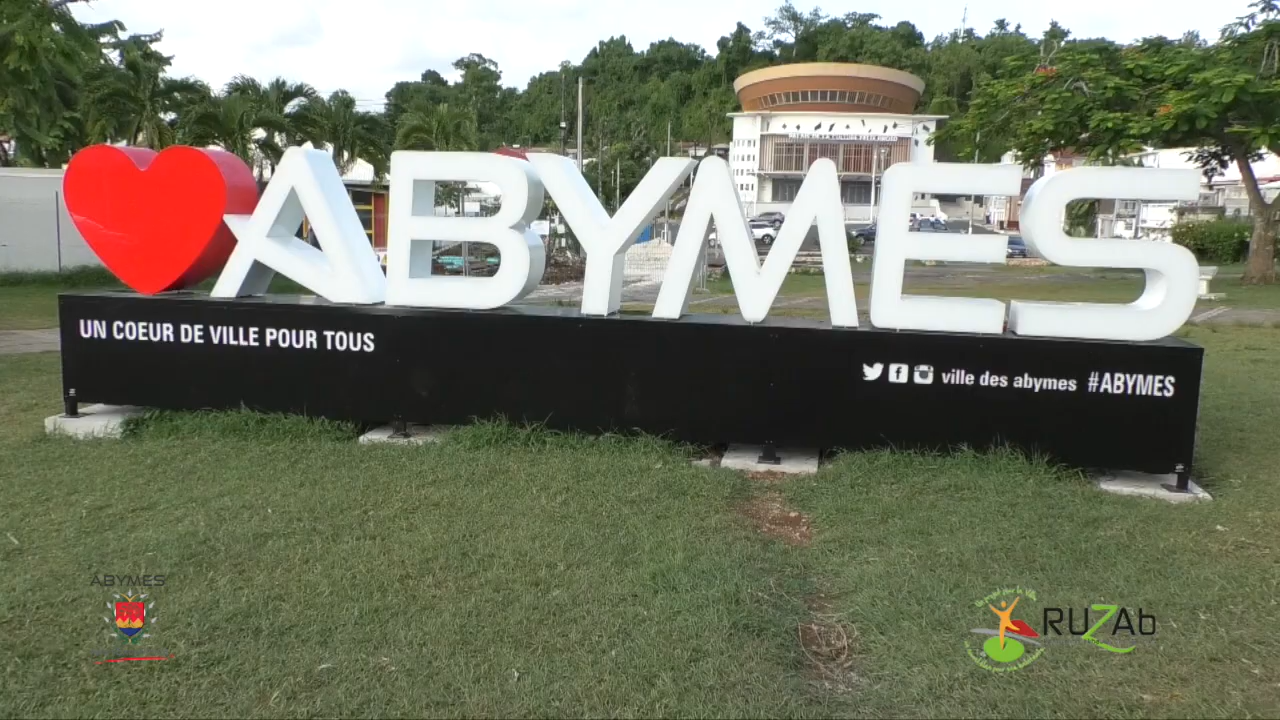 ABYMES
UN COEUR DE VILLE POUR TOUS
ville des abymes #ABYMES
ABYMES
RUZAb